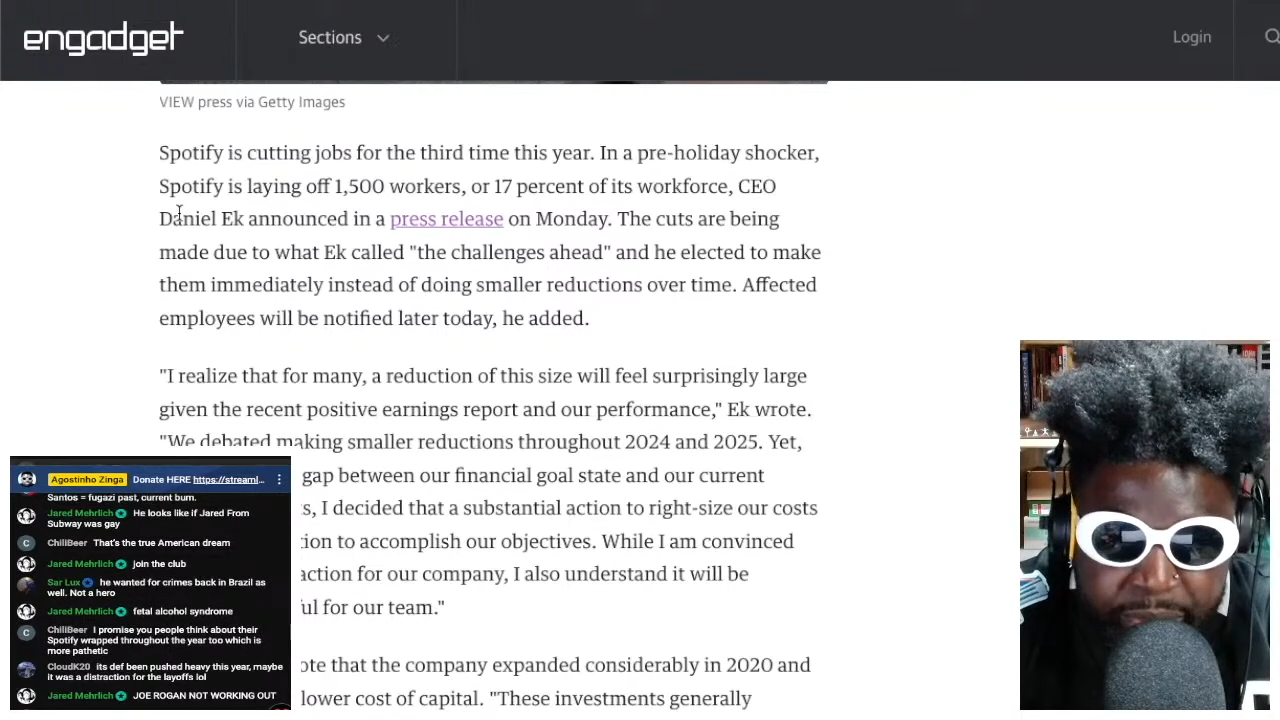 engadget
Sections
Login
VIEW press via Getty Images
Spotify is cutting jobs for the third time this year. In a pre-holiday shocker,
Spotify is laying off 1,500 workers, or 17 percent of its workforce, CEO
Daniel Ek announced in a press release on Monday. The cuts are being
made due to what Ek called "the challenges ahead" and he elected to make
them immediately instead of doing smaller reductions over time. Affected
employees will be notified later today, he added.
"I realize that for many, a reduction of this size will feel surprisingly large
given the recent positive earnings report and our performance," Ek wrote.
"We debated making smaller reductions throughout 2024 and 2025. Yet,
gap between our financial goal state and our current
I decided that a substantial action to right-size our costs
to accomplish our objectives. While I am convinced
action for our company, I also understand it will be
for our team."
that the company expanded considerably in 2020 and
lower cost of capital. "These investments generally
Agostinho Zinga Donate HERE https://streaml...
Santos = fugazi past, current bum.
Jared Mehrlich He looks like if Jared From
Subway was gay
C ChiliBeer That's the true American dream
Jared Mehrlich join the club
Sar Lux he wanted for crimes back in Brazil as
well. Not a hero
Jared Mehrlich fetal alcohol syndrome
C ChiliBeer I promise you people think about their
Spotify wrapped throughout the year too which is
more pathetic
CloudK20 its def been pushed heavy this year, maybe
it was a distraction for the layoffs lol
Jared Mehrlich JOE ROGAN NOT WORKING OUT